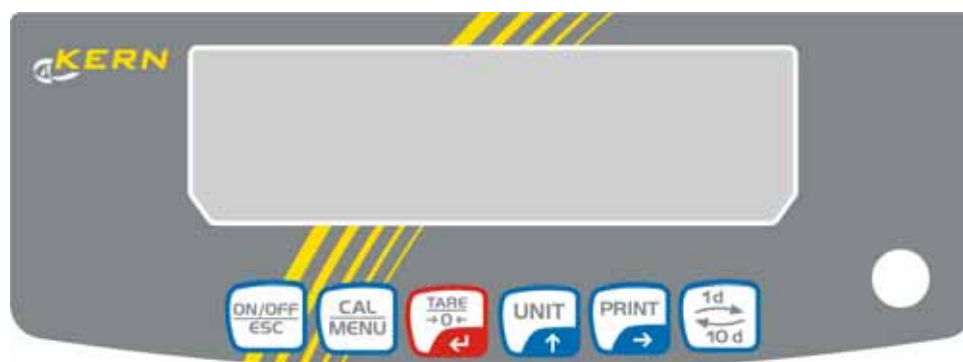 KERN
ON/OFF
ESC
CAL
MENU
TARE
→0←
↵
UNIT
↑
PRINT
→
1d
10 d